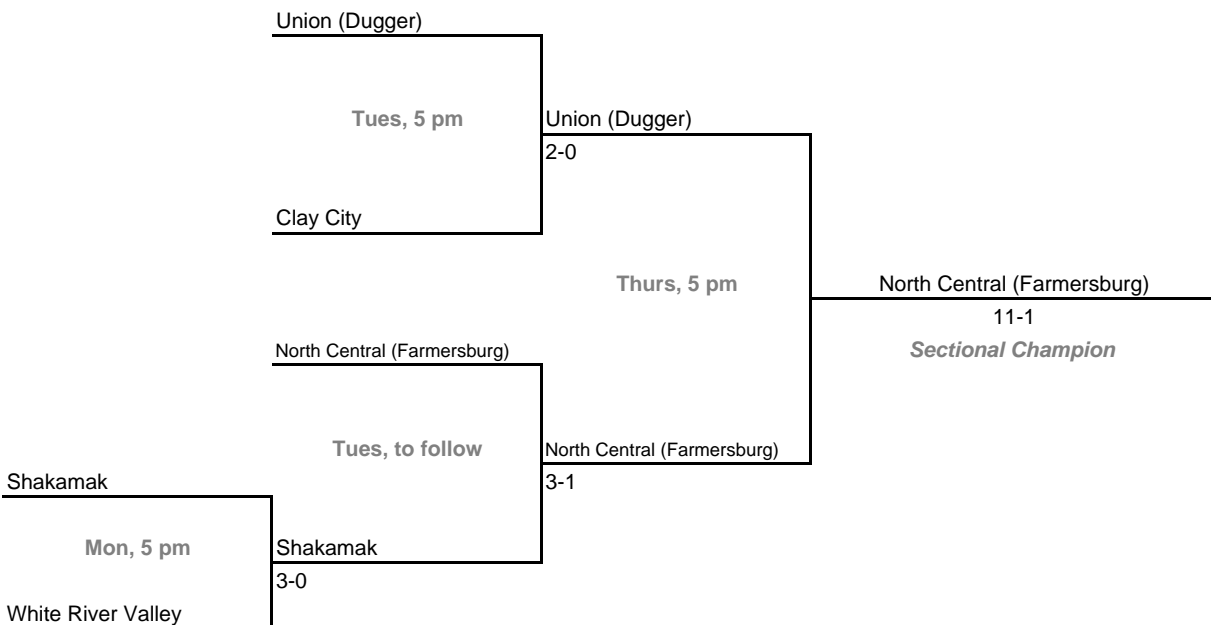 Union (Dugger)
Tues, 5 pm
Union (Dugger)
2-0
Clay City
Thurs, 5 pm
North Central (Farmersburg)
11-1
Sectional Champion
North Central (Farmersburg)
Tues, to follow
North Central (Farmersburg)
3-1
Shakamak
Mon, 5 pm
Shakamak
3-0
White River Valley